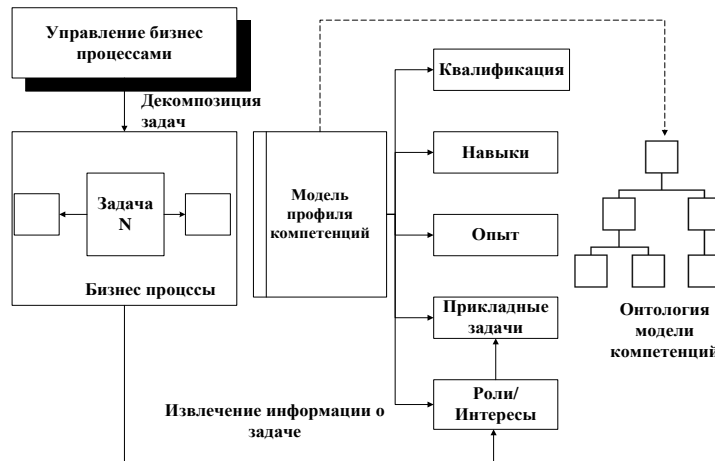 Управление бизнес
процессами
Декомпозиция
задач
Задача
N
Бизнес процссы
Модель
профиля
компетенций
Квалификация
Навыки
Опыт
Прикладные
задачи
Роли/
Интересы
Онтология
модели
компетенций
Извлечение информации о
задаче